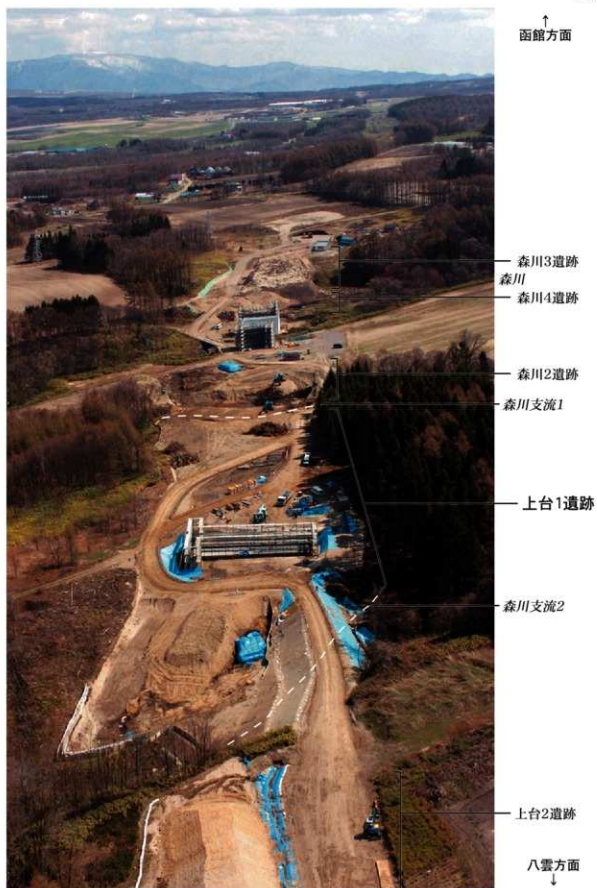 ↑
函館方面
森川3遺跡
森川
森川4遺跡
森川2遺跡
森川支流1
上台1遺跡
森川支流2
上台2遺跡
八雲方面
↓